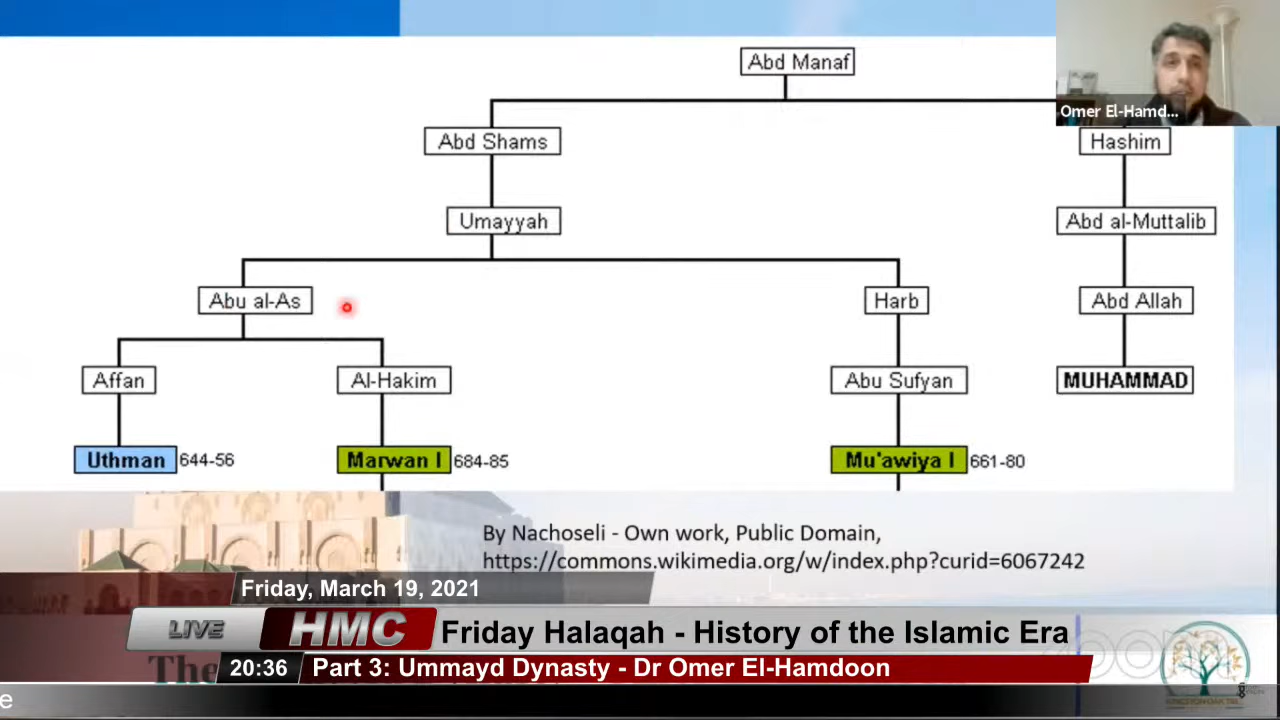 Abd Manaf
Omer El-Hamd...
Abd Shams
Hashim
Umayyah
Abd al-Muttalib
Abu al-As
Harb
Abd Allah
Affan
Al-Hakim
Abu Sufyan
MUHAMMAD
Uthman 644-56
Marwan I 684-85
Mu'awiya I 661-80
By Nachoseli - Own work, Public Domain,
https://commons.wikimedia.org/w/index.php?curid=6067242
Friday, March 19, 2021
LIVE HMC Friday Halaqah - History of the Islamic Era
zoom
The
20:36 Part 3: Ummayd Dynasty - Dr Omer El-Hamdoon
e